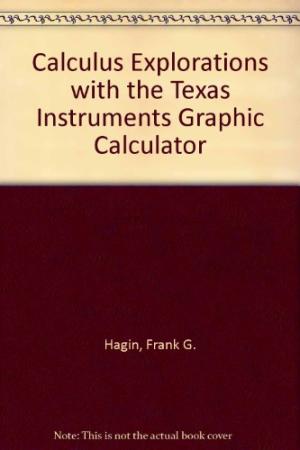 Calculus Explorations
with the Texas
Instruments Graphic
Calculator
Hagin, Frank G.
Note: This is not the actual book cover